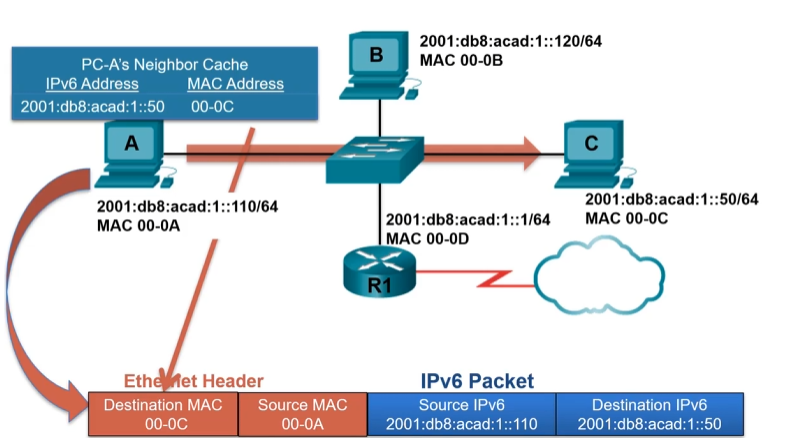 PC-A's Neighbor Cache
IPv6 Address MAC Address
2001:db8:acad:1::50 00-0C
B
2001:db8:acad:1::120/64
MAC 00-0B
A
2001:db8:acad:1::110/64
MAC 00-0A
C
2001:db8:acad:1::50/64
MAC 00-0C
2001:db8:acad:1::1/64
MAC 00-0D
R1
Ethernet Header
IPv6 Packet
Destination MAC
00-0C
Source MAC
00-0A
Source IPv6
2001:db8:acad:1::110
Destination IPv6
2001:db8:acad:1::50